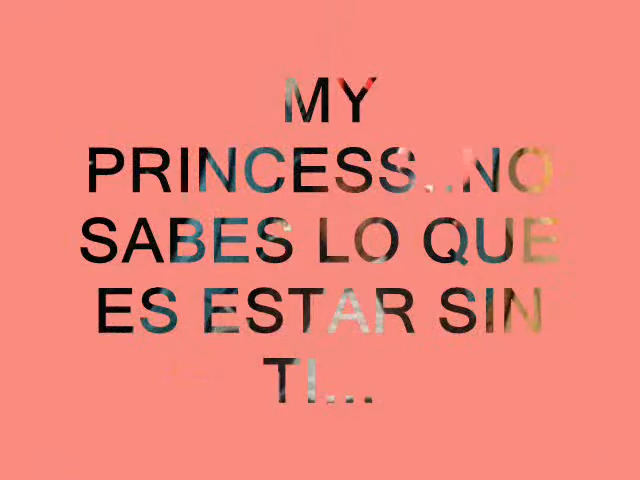 MY
PRINCESS...NO
SABES LO QUE
ES ESTAR SIN
TI...